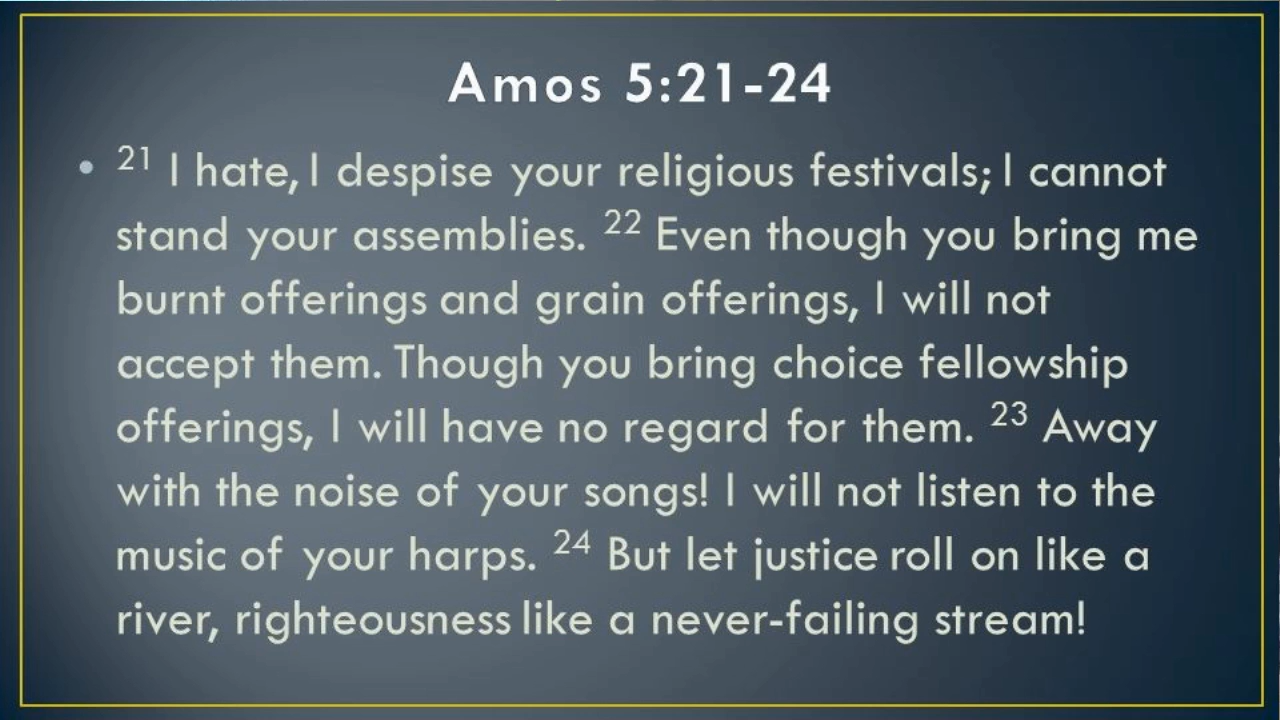 Amos 5:21-24
• 21 I hate, I despise your religious festivals; I cannot
stand your assemblies. 22 Even though you bring me
burnt offerings and grain offerings, I will not
accept them. Though you bring choice fellowship
offerings, I will have no regard for them. 23 Away
with the noise of your songs! I will not listen to the
music of your harps. 24 But let justice roll on like a
river, righteousness like a never-failing stream!